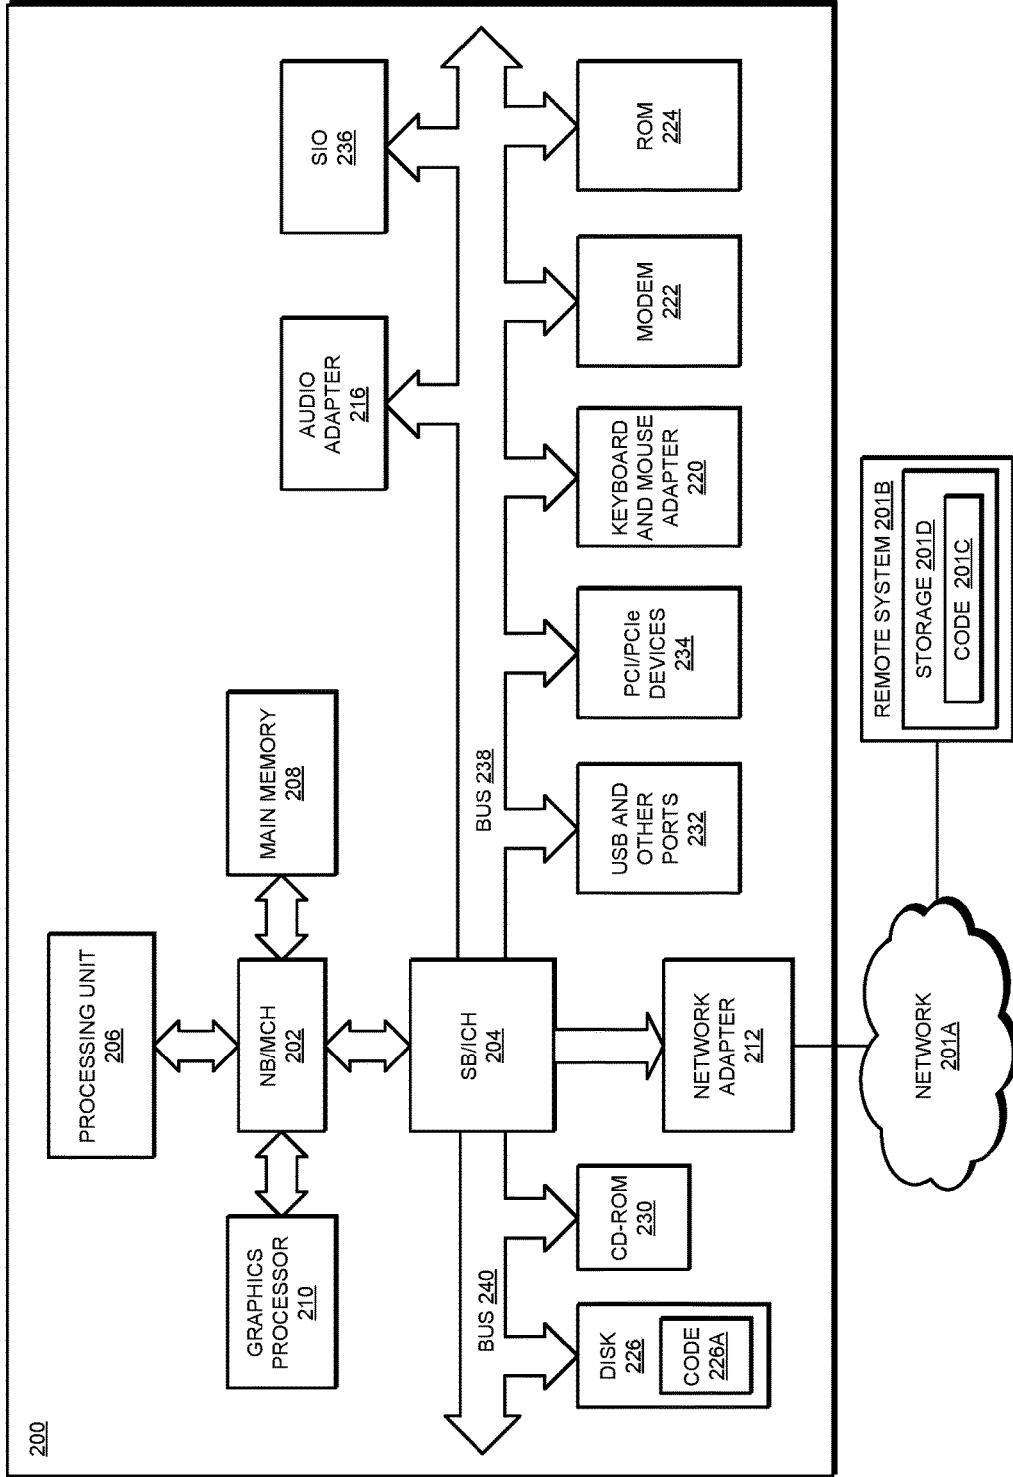 200
PROCESSING UNIT
206
GRAPHICS
PROCESSOR
210
NB/MCH
202
MAIN MEMORY
208
AUDIO
ADAPTER
216
SIO
236
SB/ICH
204
BUS 240
BUS 238
DISK
226
CODE
226A
CD-ROM
230
NETWORK
ADAPTER
212
USB AND
OTHER
PORTS
232
PCI/PCIe
DEVICES
234
KEYBOARD
AND MOUSE
ADAPTER
220
MODEM
222
ROM
224
NETWORK
201A
REMOTE SYSTEM 201B
STORAGE 201D
CODE 201C